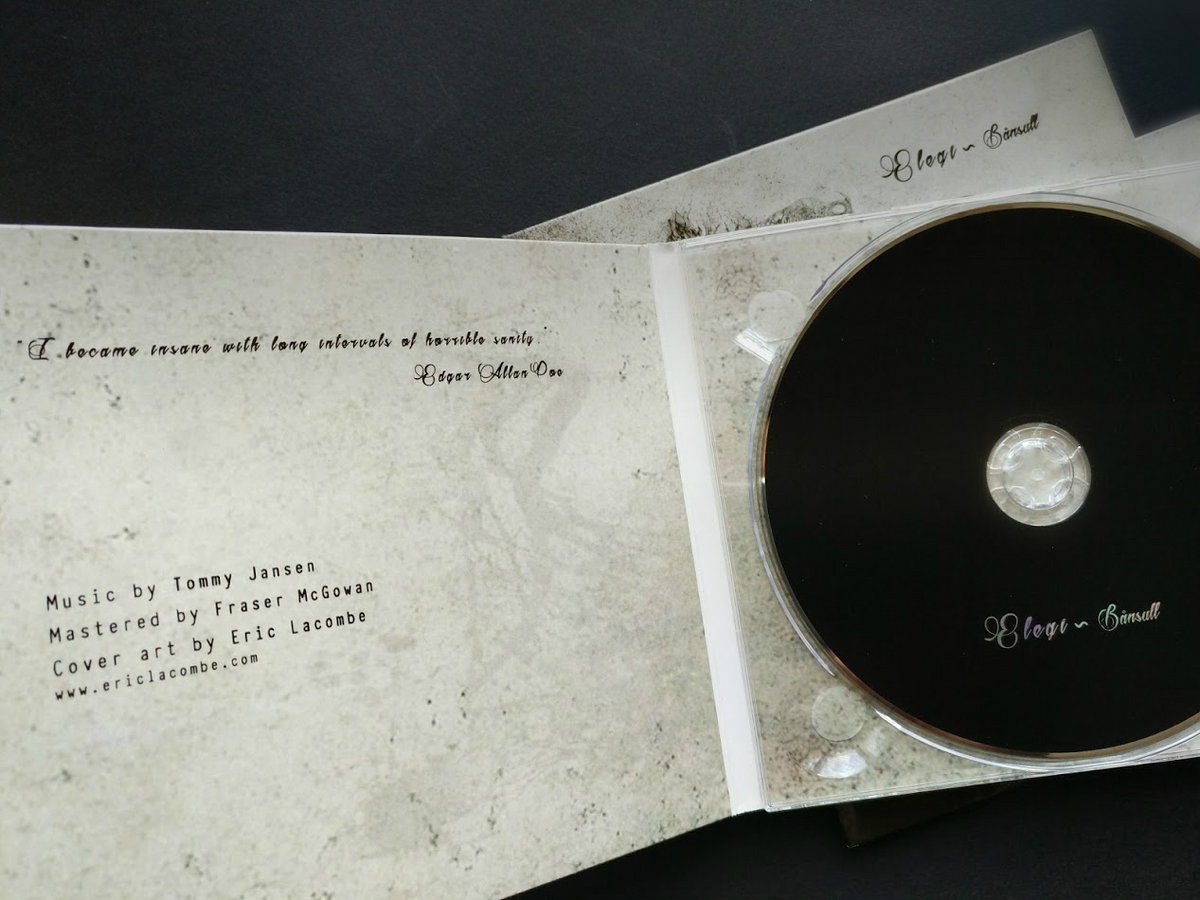 Elegi ~ Bånsull
"I became insane with long intervals of horrible sanity."
Edgar Allan Poe
Music by Tommy Jansen
Mastered by Fraser McGowan
Cover art by Eric Lacombe
www.ericlacombe.com
Elegi ~ Bånsull